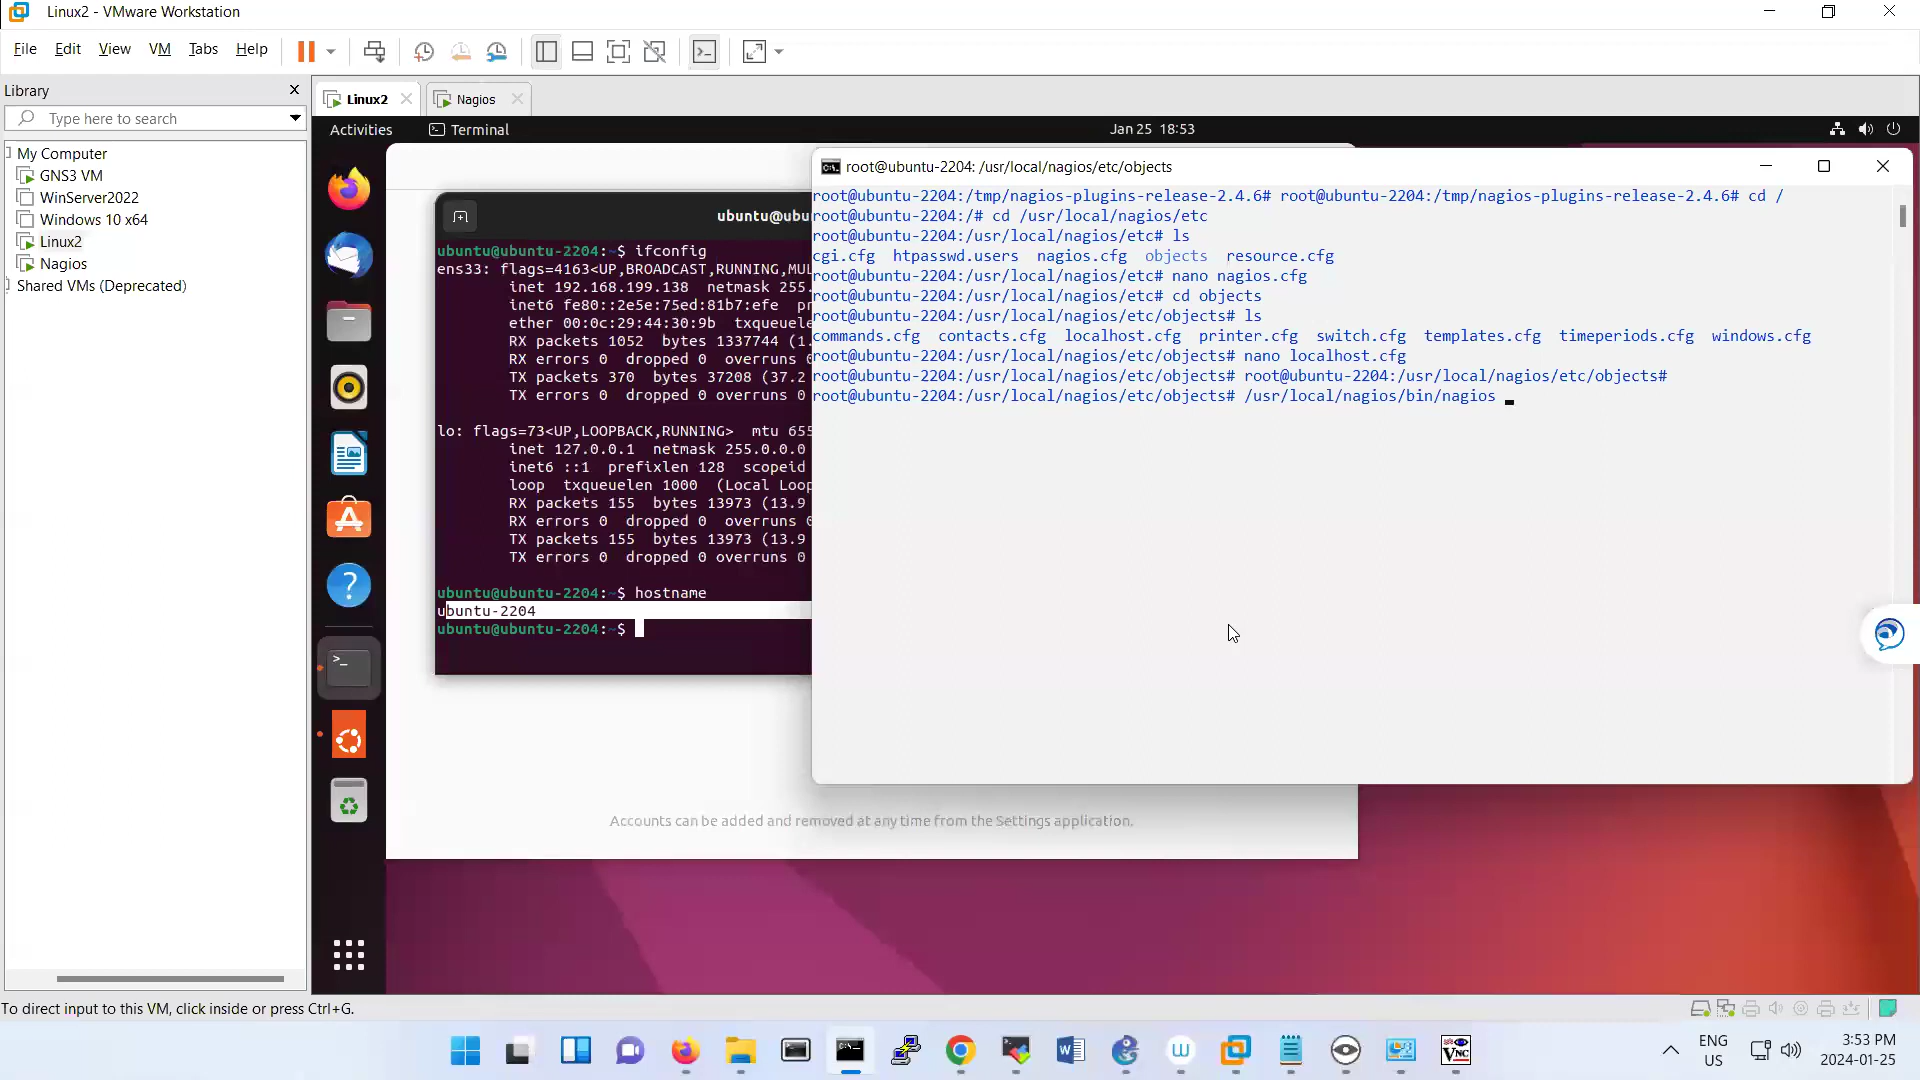 Linux2 - VMware Workstation
File Edit View VM Tabs Help
Library
Type here to search
My Computer
GNS3 VM
WinServer2022
Windows 10 x64
Linux2
Nagios
Shared VMs (Deprecated)
Linux2
Nagios
Activities
Terminal
Jan 25 18:53
ubuntu@ubu
ubuntu@ubuntu-2204:~$ ifconfig
ens33: flags=4163<UP,BROADCAST,RUNNING,MUL
inet 192.168.199.138 netmask 255.
inet6 fe80::2e5e:75ed:81b7:efe pr
ether 00:0c:29:44:30:9b txqueuele
RX packets 1052 bytes 1337744 (1.
RX errors 0 dropped 0 overruns 0
TX packets 370 bytes 37208 (37.2
TX errors 0 dropped 0 overruns 0
lo: flags=73<UP,LOOPBACK,RUNNING> mtu 655
inet 127.0.0.1 netmask 255.0.0.0
inet6 ::1 prefixlen 128 scopeid
loop txqueuelen 1000 (Local Loop
RX packets 155 bytes 13973 (13.9
RX errors 0 dropped 0 overruns 0
TX packets 155 bytes 13973 (13.9
TX errors 0 dropped 0 overruns 0
ubuntu@ubuntu-2204:~$ hostname
ubuntu-2204
ubuntu@ubuntu-2204:~$
Accounts can be added and removed at any time from the Settings application.
root@ubuntu-2204: /usr/local/nagios/etc/objects
root@ubuntu-2204:/tmp/nagios-plugins-release-2.4.6# root@ubuntu-2204:/tmp/nagios-plugins-release-2.4.6# cd /
root@ubuntu-2204:/# cd /usr/local/nagios/etc
root@ubuntu-2204:/usr/local/nagios/etc# ls
cgi.cfg htpasswd.users nagios.cfg objects resource.cfg
root@ubuntu-2204:/usr/local/nagios/etc# nano nagios.cfg
root@ubuntu-2204:/usr/local/nagios/etc# cd objects
root@ubuntu-2204:/usr/local/nagios/etc/objects# ls
commands.cfg contacts.cfg localhost.cfg printer.cfg switch.cfg templates.cfg timeperiods.cfg windows.cfg
root@ubuntu-2204:/usr/local/nagios/etc/objects# nano localhost.cfg
root@ubuntu-2204:/usr/local/nagios/etc/objects# root@ubuntu-2204:/usr/local/nagios/etc/objects#
root@ubuntu-2204:/usr/local/nagios/etc/objects# /usr/local/nagios/bin/nagios
To direct input to this VM, click inside or press Ctrl+G.
ENG
US
3:53 PM
2024-01-25